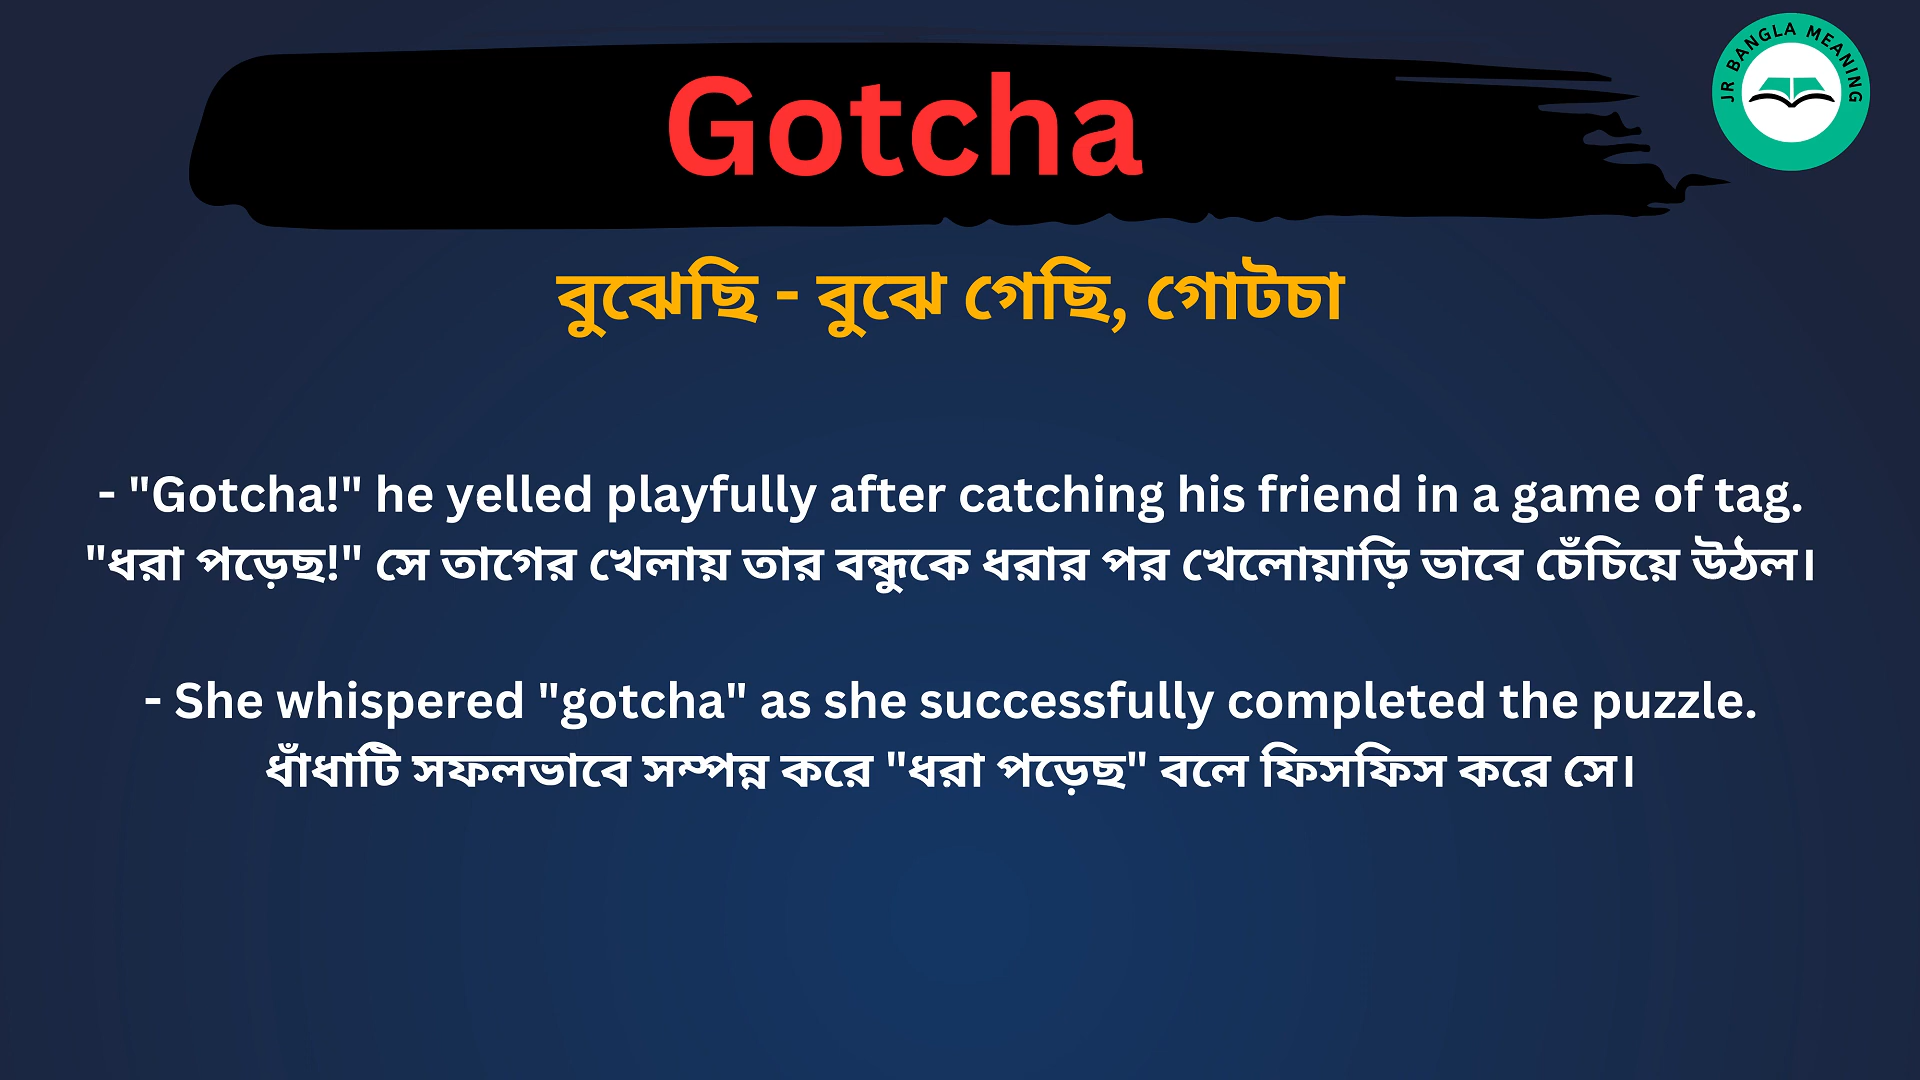 Gotcha
JR BANGLA MEANING
বুঝেছি - বুঝে গেছি, গোটচা
- "Gotcha!" he yelled playfully after catching his friend in a game of tag.
"ধরা পড়েছ!" সে তাগের খেলায় তার বন্ধুকে ধরার পর খেলোয়াড়ি ভাবে চেঁচিয়ে উঠল।
- She whispered "gotcha" as she successfully completed the puzzle.
ধাঁধাটি সফলভাবে সম্পন্ন করে "ধরা পড়েছ" বলে ফিসফিস করে সে।